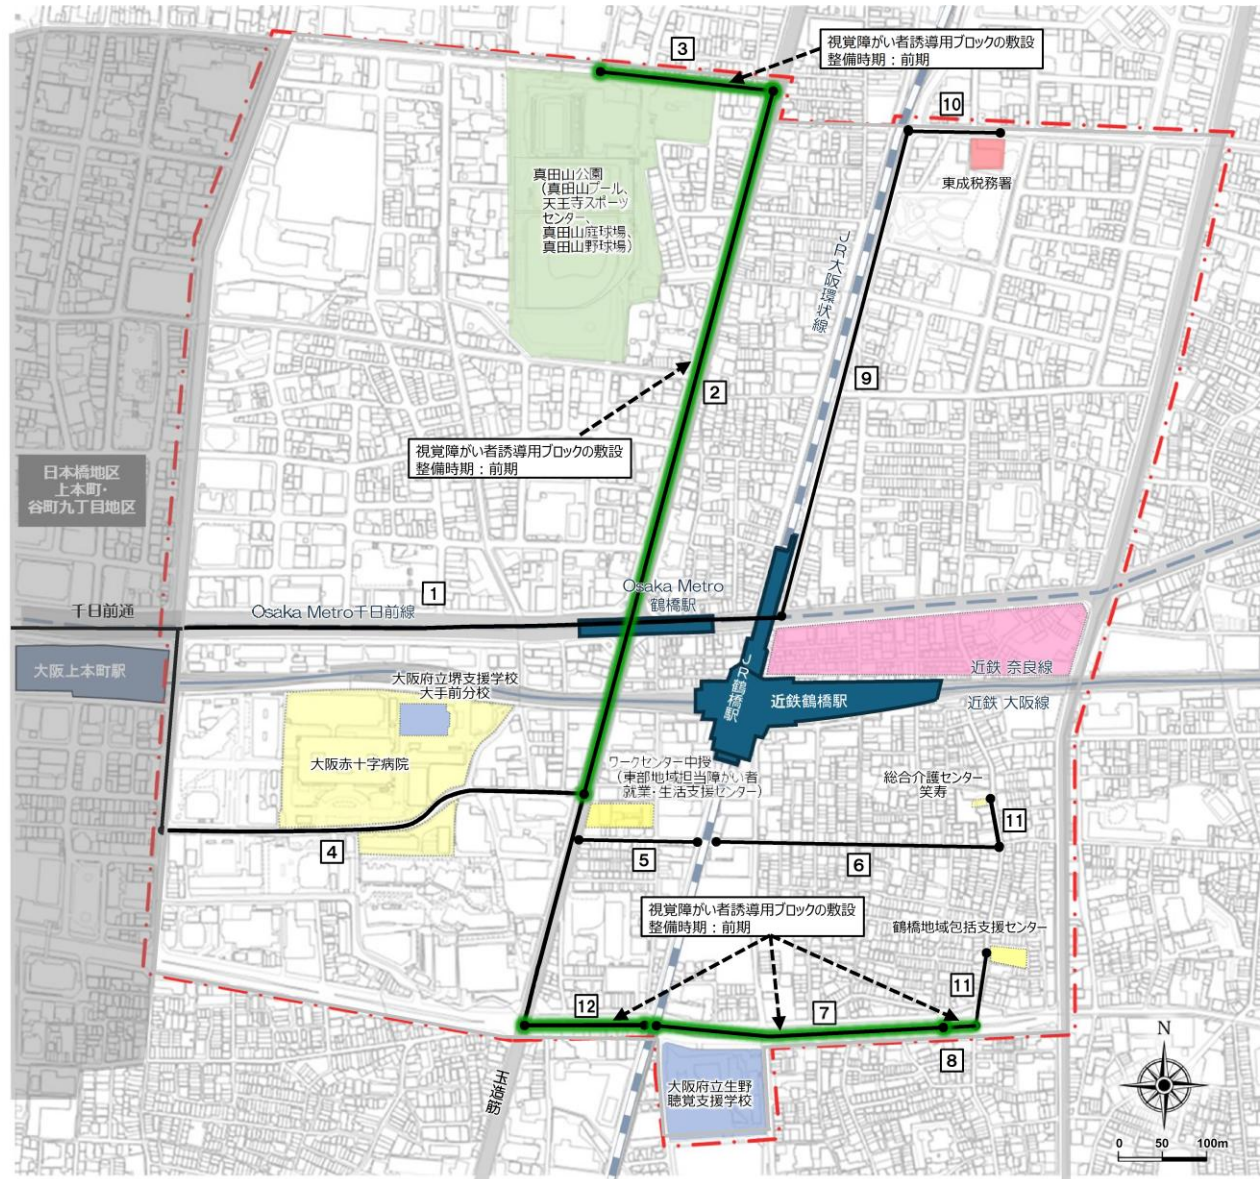 3
視覚障がい者誘導用ブロックの敷設
整備時期：前期
10
東成税務署
真田山公園
（真田山プール、
天王寺スポーツ
センター、
真田山庭球場、
真田山野球場）
JR大阪環状線
2
9
視覚障がい者誘導用ブロックの敷設
整備時期：前期
日本橋地区
上本町・
谷町九丁目地区
1
千日前通
Osaka Metro千日前線
Osaka Metro
鶴橋駅
大阪上本町駅
大阪府立堺支援学校
大手前分校
JR鶴橋駅
近鉄鶴橋駅
近鉄 奈良線
近鉄 大阪線
大阪赤十字病院
ワークセンター中授
（東部地域担当障がい者
就業・生活支援センター）
総合介護センター
笑寿
4
5
6
11
視覚障がい者誘導用ブロックの敷設
整備時期：前期
鶴橋地域包括支援センター
11
12
7
8
玉造筋
大阪府立生野
聴覚支援学校
N
0 50 100m